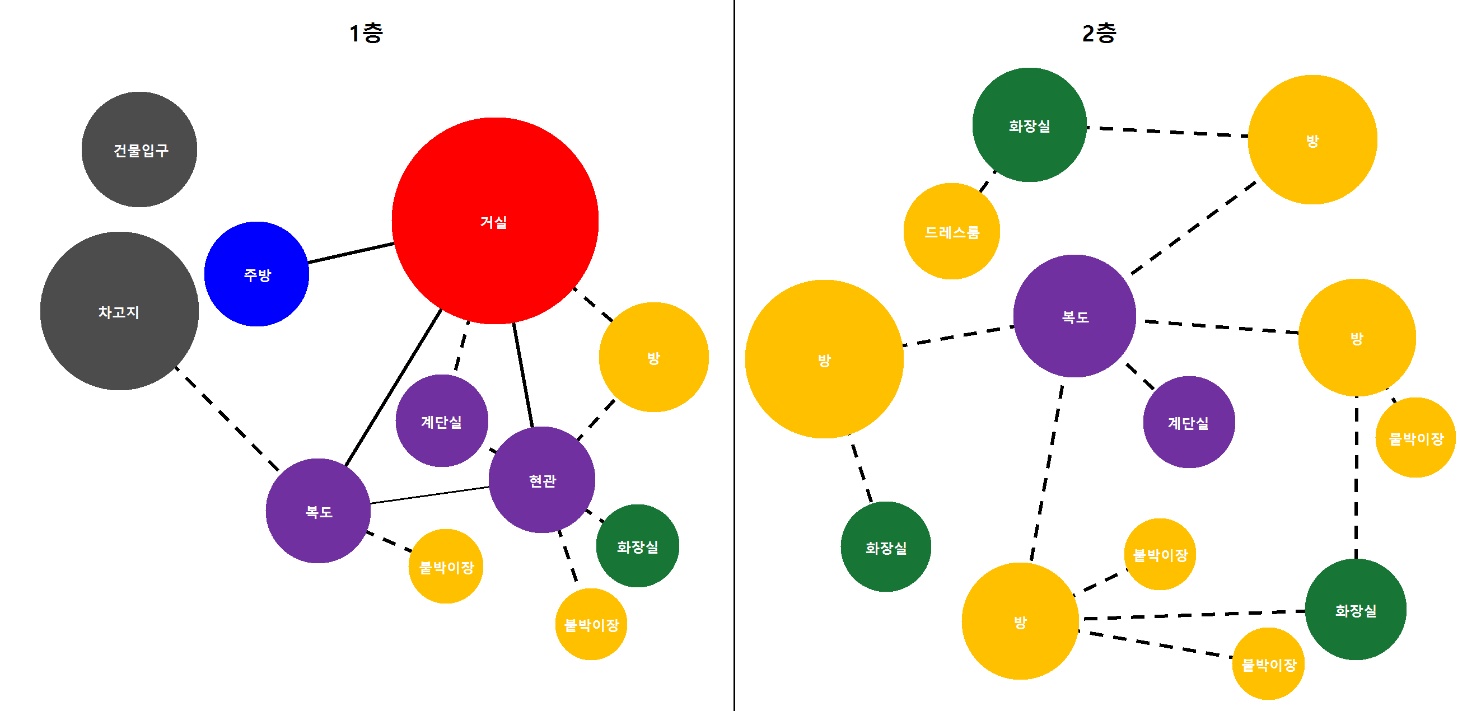 1층
건물입구
거실
주방
차고지
방
계단실
현관
복도
화장실
붙박이장
붙박이장
2층
화장실
방
드레스룸
복도
방
방
계단실
붙박이장
화장실
붙박이장
방
화장실
붙박이장